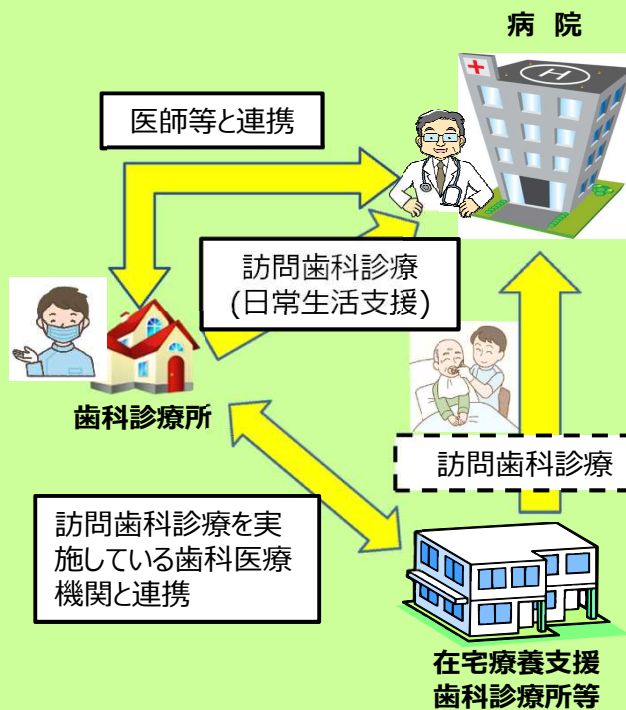 病 院
医師等と連携
訪問歯科診療
(日常生活支援)
歯科診療所
訪問歯科診療
訪問歯科診療を実
施している歯科医療
機関と連携
H
在宅療養支援
歯科診療所等